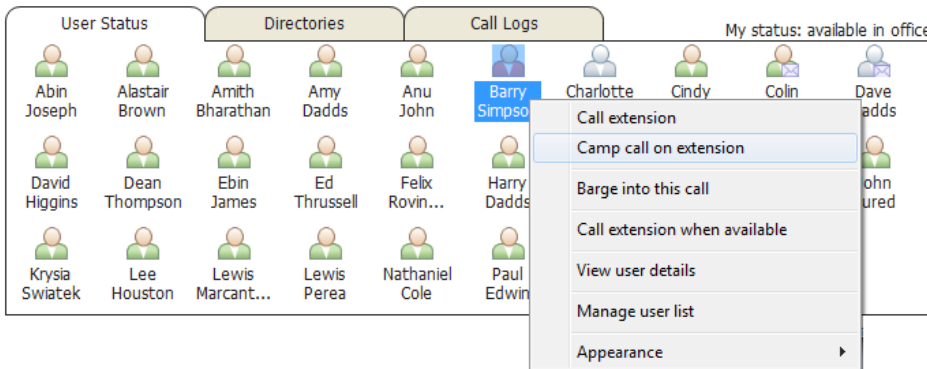 User Status Directories Call Logs
My status: available in office
Abin Joseph Alastair Brown Amith Bharathan Amy Dadds Anu John Barry Simpso Charlotte Cindy Colin Dave adds
David Higgins Dean Thompson Ebin James Ed Thrussell Felix Rovin... Harry Dadds ohn ured
Krysia Swiatek Lee Houston Lewis Marcant... Lewis Perea Nathaniel Cole Paul Edwin
Call extension
Camp call on extension
Barge into this call
Call extension when available
View user details
Manage user list
Appearance